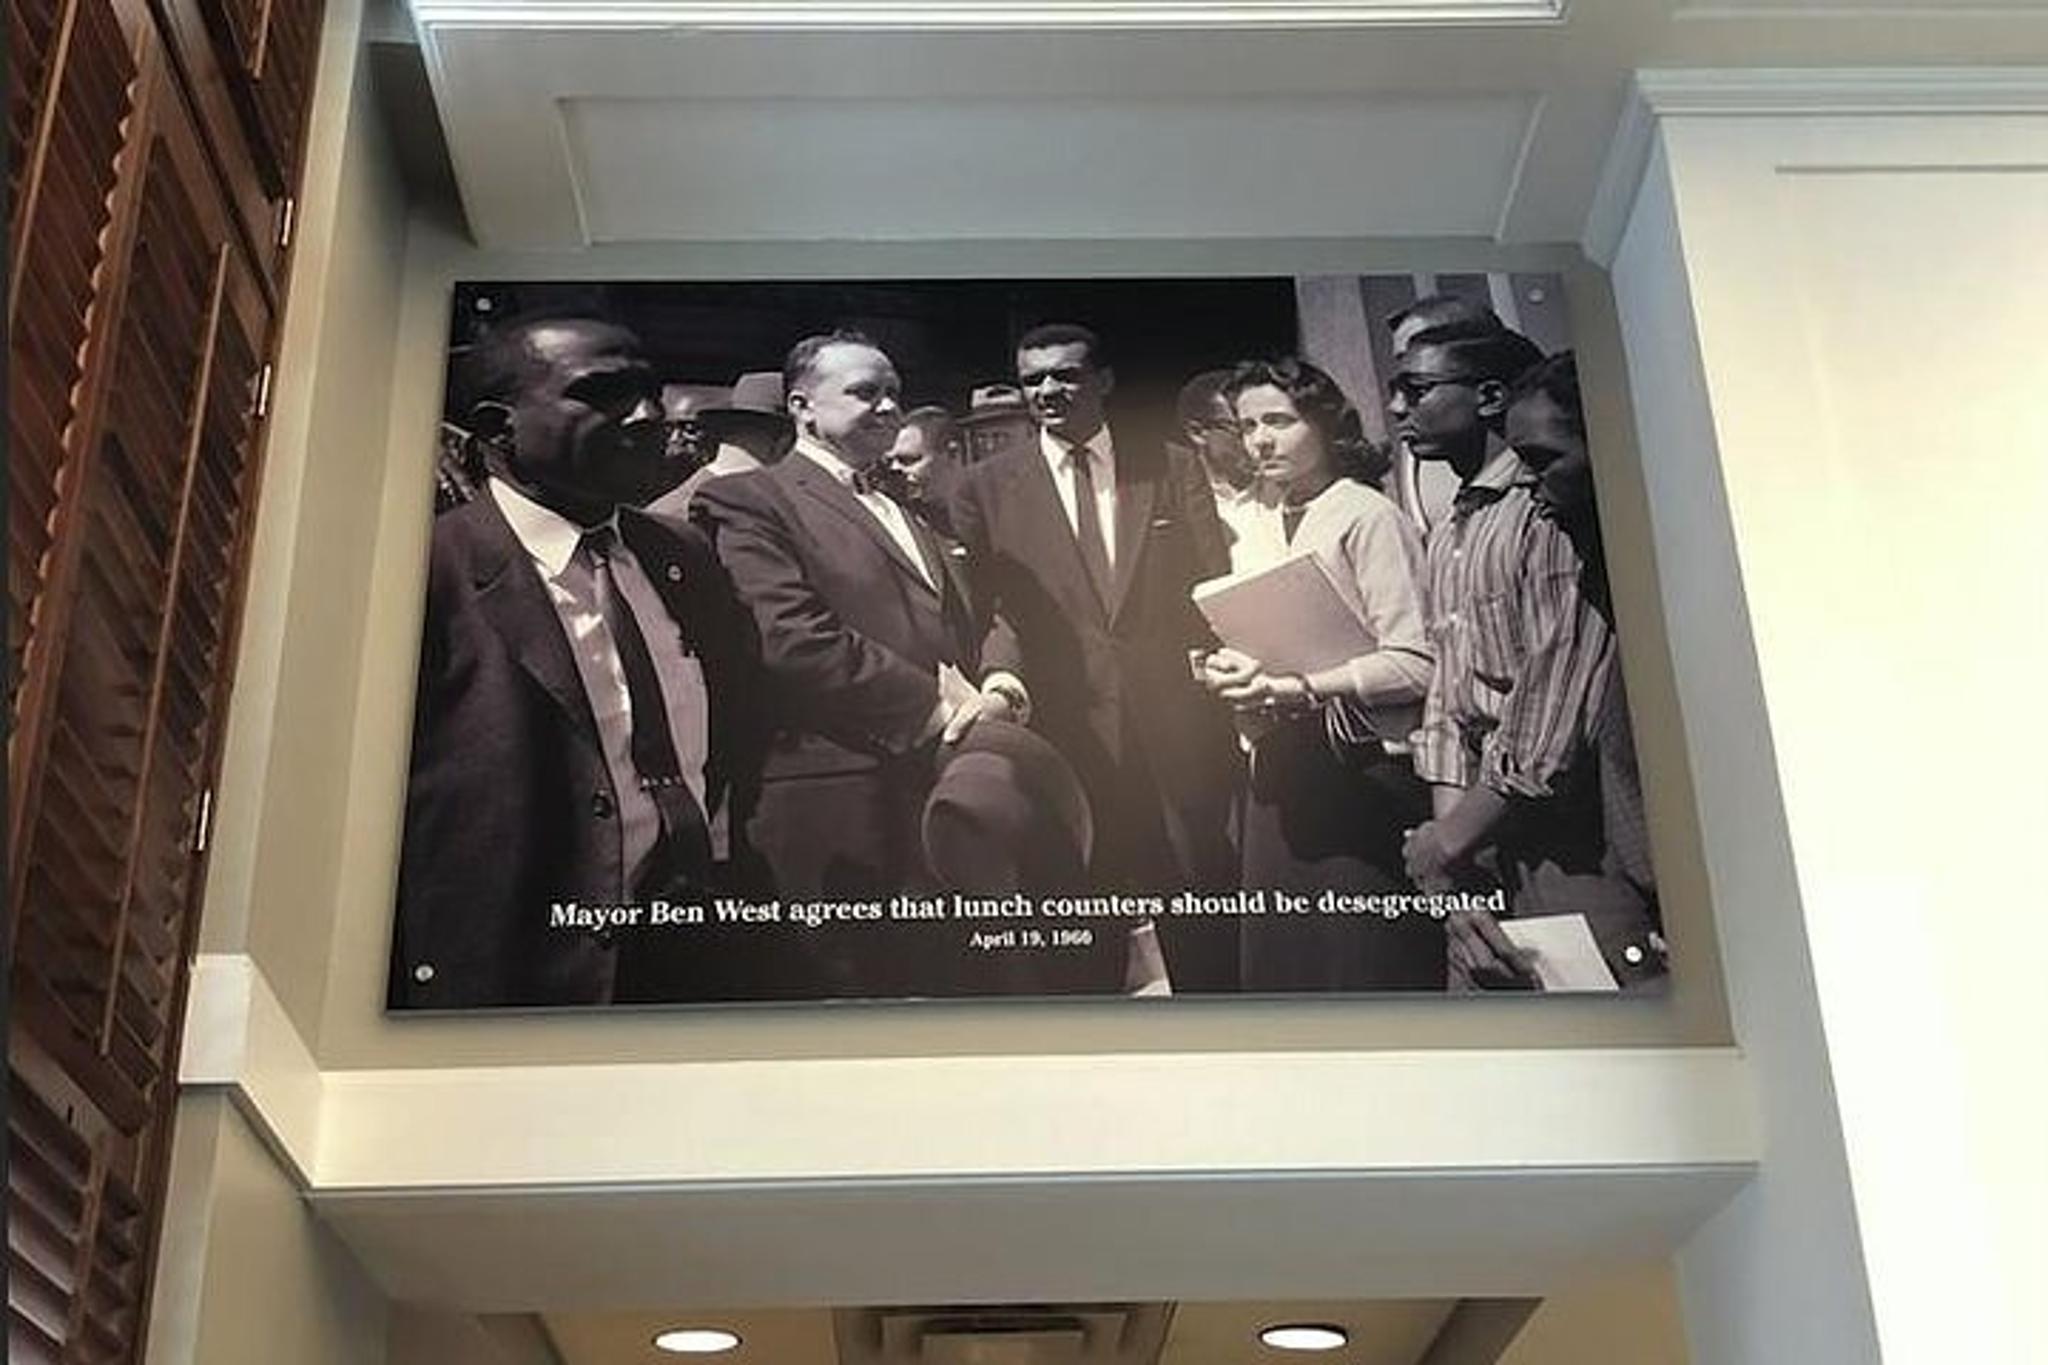 Mayor Ben West agrees that lunch counters should be desegregated
April 19, 1960